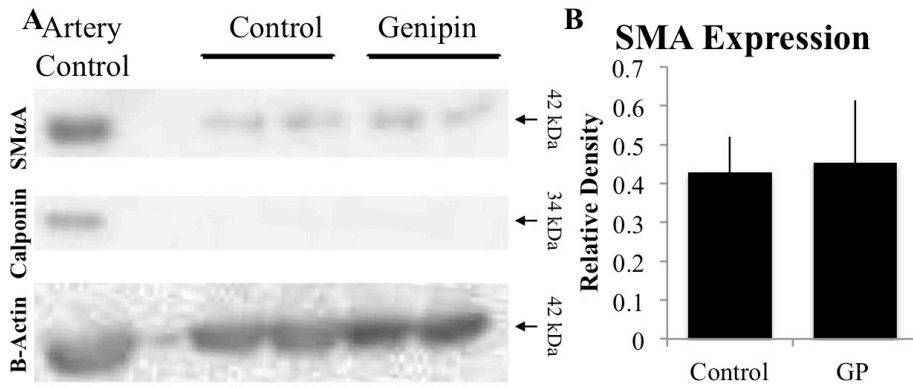 A
Artery
Control
Control
Genipin
SMαA
42 kDa
Calponin
34 kDa
B-Actin
42 kDa
B
SMA Expression
Relative Density
0.7
0.6
0.5
0.4
0.3
0.2
0.1
0
Control
GP